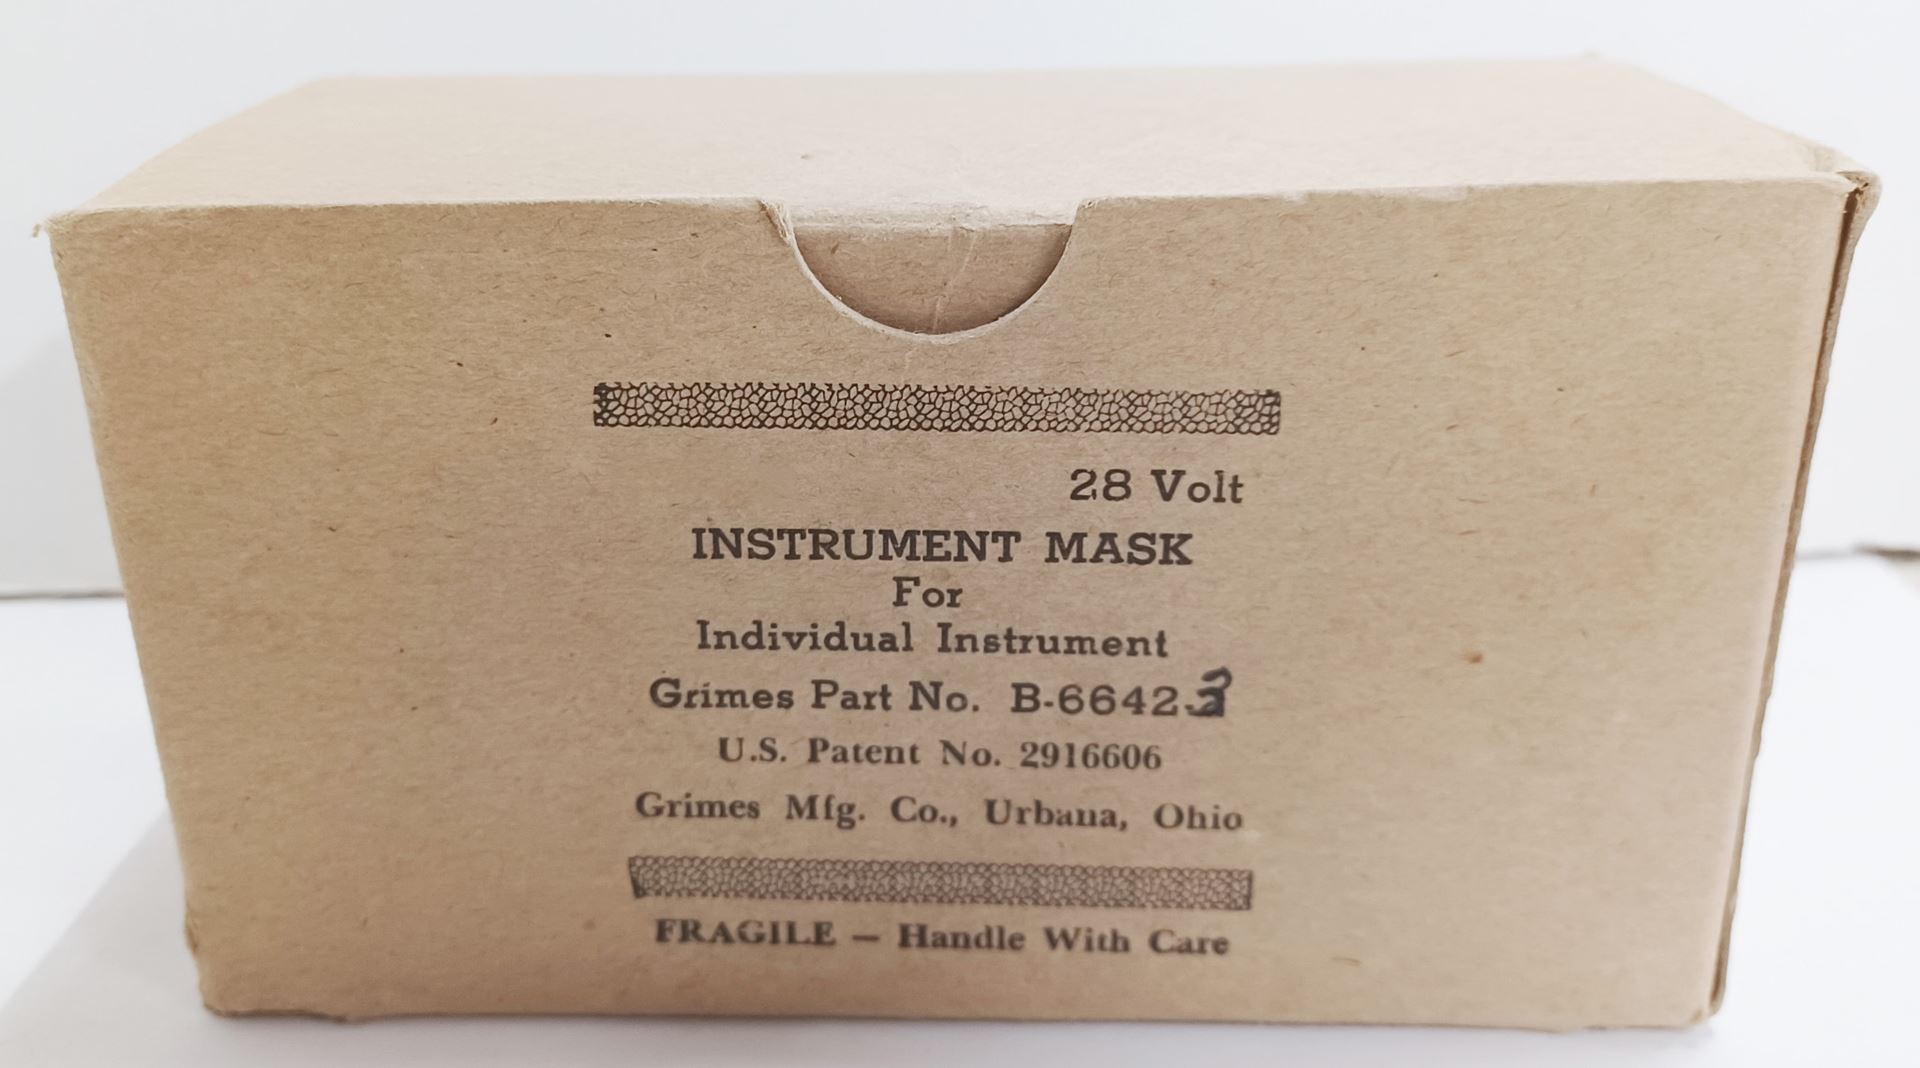 28 Volt
INSTRUMENT MASK
For
Individual Instrument
Grimes Part No.
U.S. Patent No. 2916606
Grimes Mfg. Co., Urbana, Ohio
FRAGILE — Handle With Care